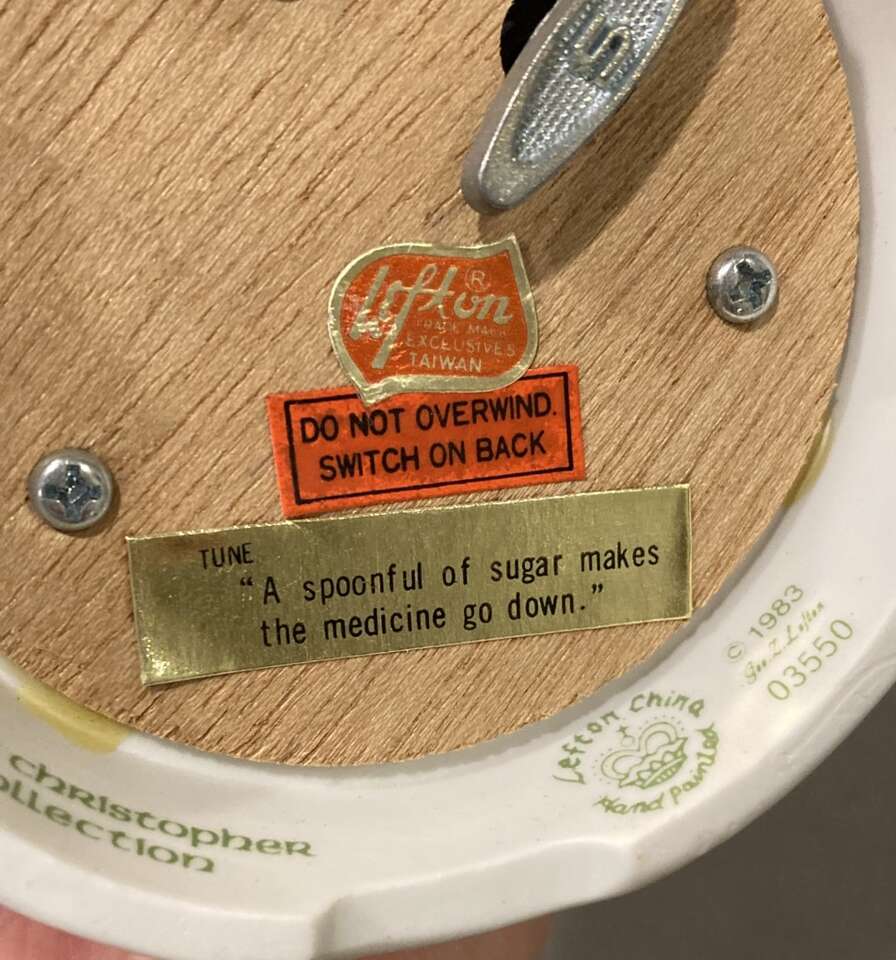 S
Lefton ®
TRADE MARK
EXCLUSIVES
TAIWAN
DO NOT OVERWIND.
SWITCH ON BACK
TUNE
“A spoonful of sugar makes
the medicine go down.”
© 1983
Geo. Z. Lefton
03550
Lefton China
Hand Painted
Christopher
ollection